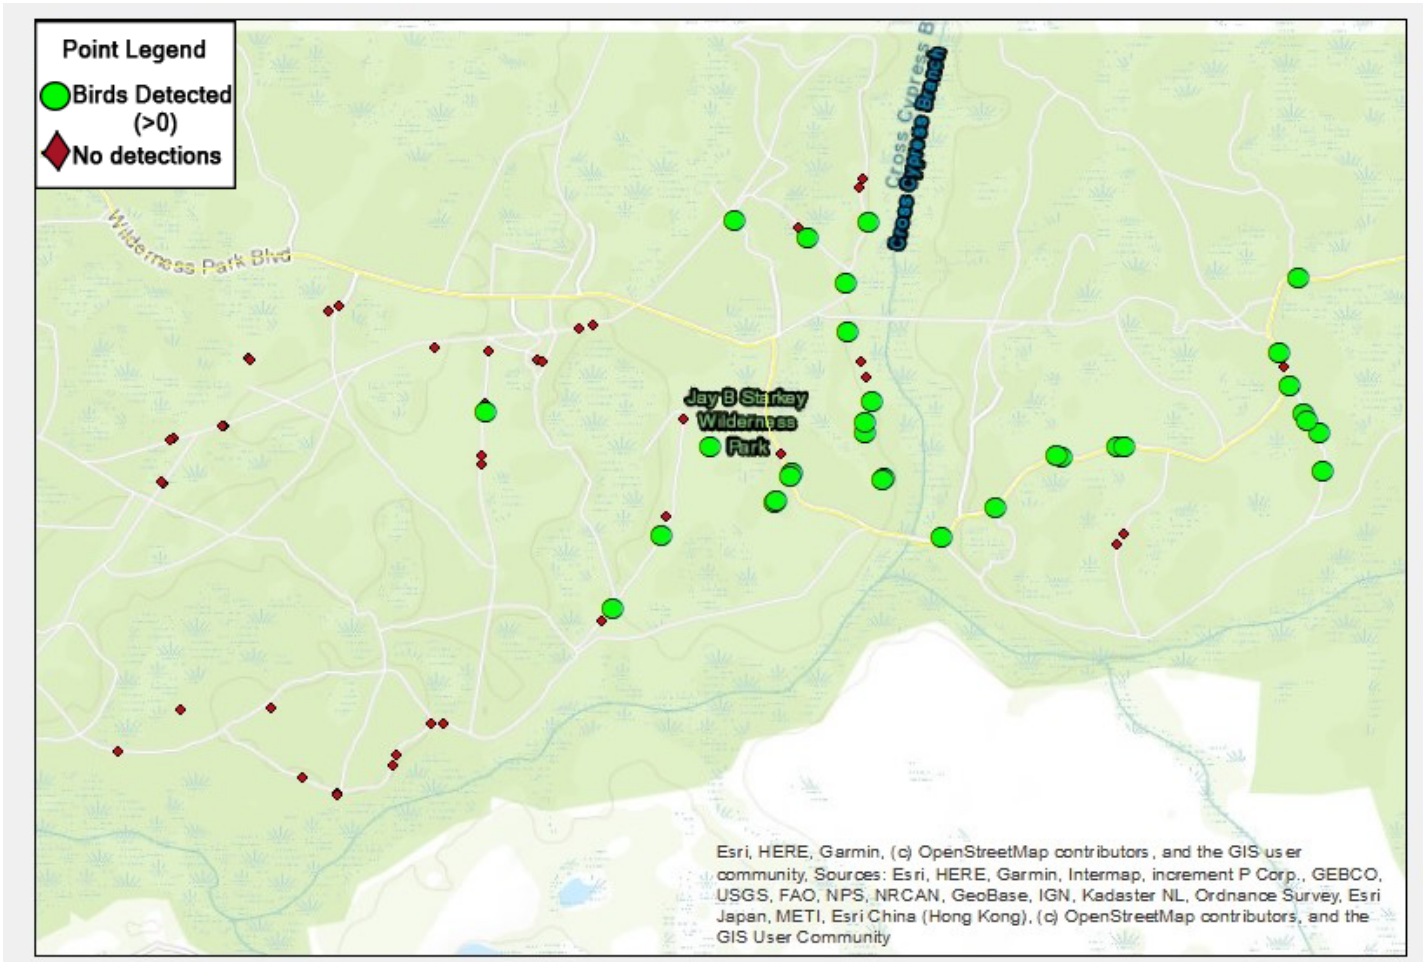 Point Legend
Birds Detected
(>0)
No detections
Wilderness Park Blvd
Cross Cypress B
Cross Cypress Branch
Jay B Starkey
Wilderness
Park
Esri, HERE, Garmin, (c) OpenStreetMap contributors, and the GIS user
community, Sources: Esri, HERE, Garmin, Intermap, increment P Corp., GEBCO,
USGS, FAO, NPS, NRCAN, GeoBase, IGN, Kadaster NL, Ordnance Survey, Esri
Japan, METI, Esri China (Hong Kong), (c) OpenStreetMap contributors, and the
GIS User Community